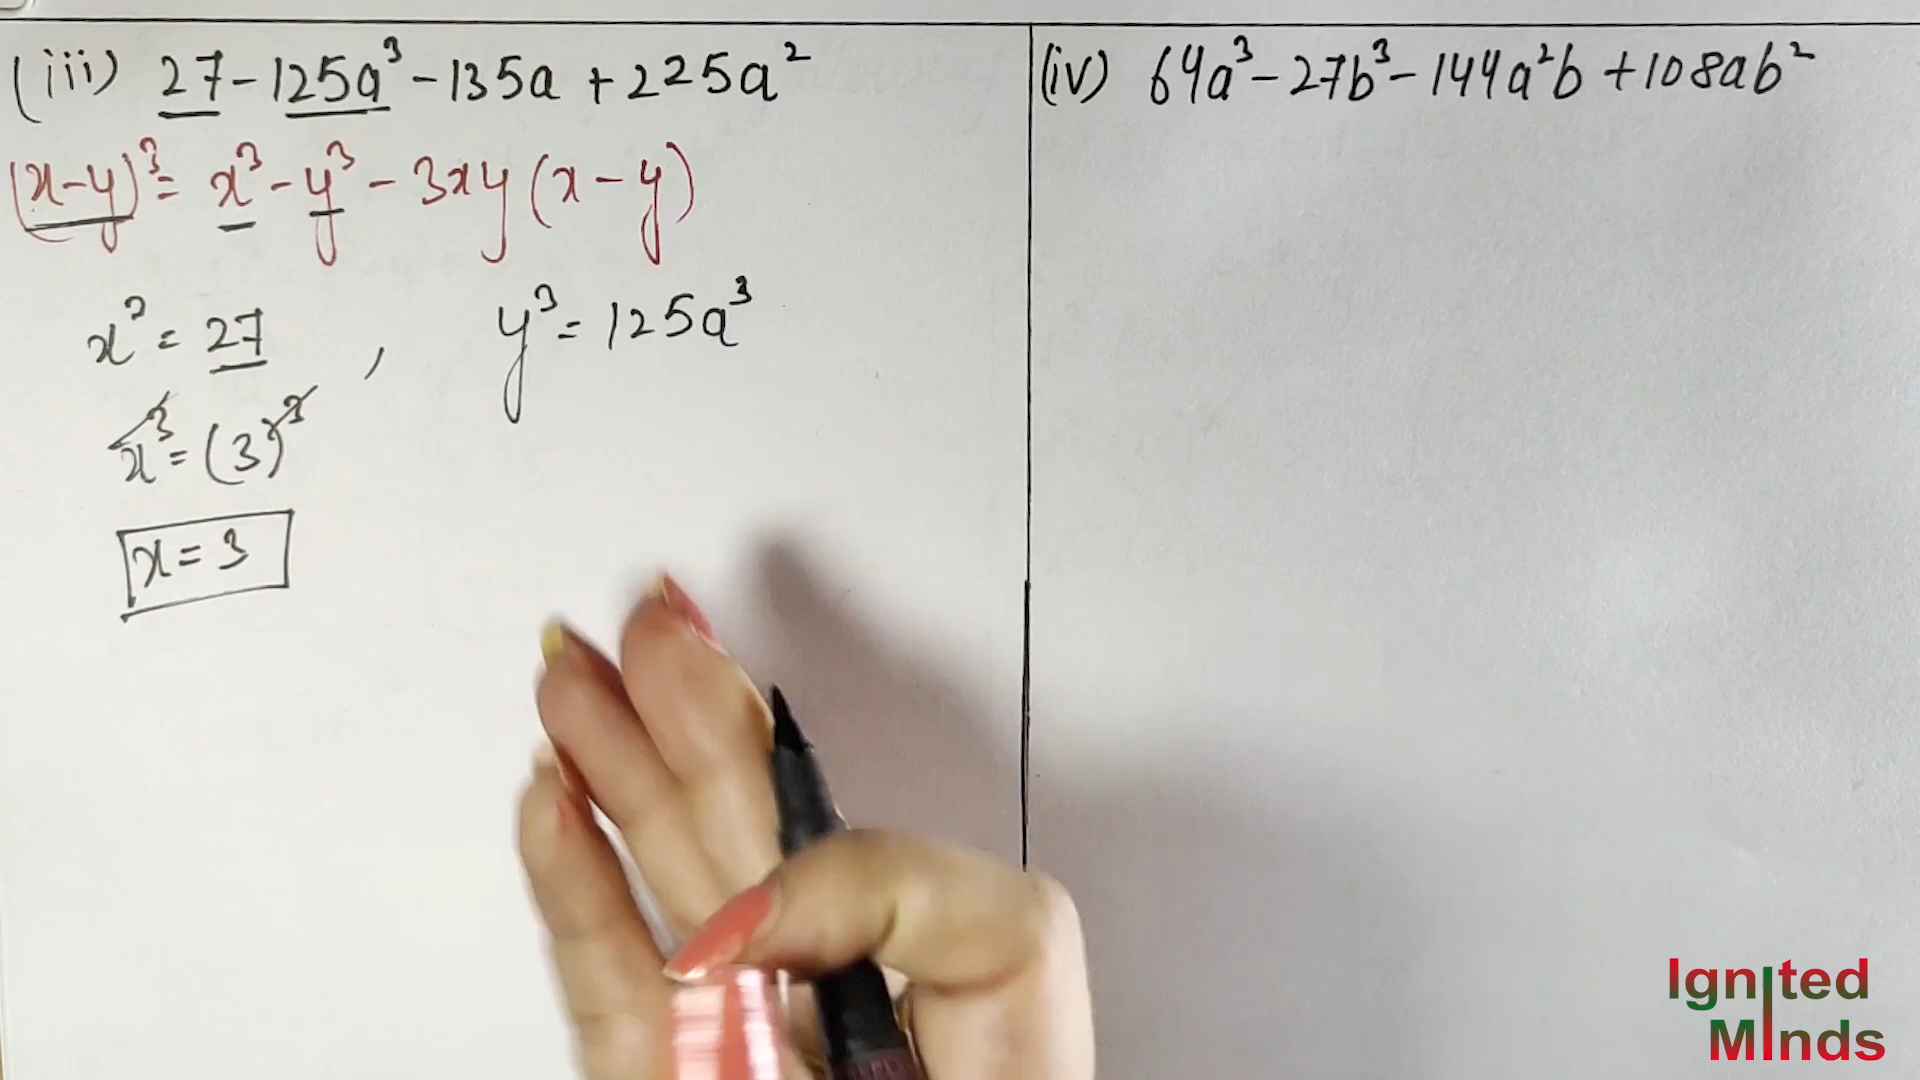 (iii) 27 - 125a³ - 135a + 225a²
(x-y)³ = x³ - y³ - 3xy (x - y)
x³ = 27 , y³ = 125a³
x³ = (3)³
x = 3
(iv) 64a³ - 27b³ - 144a²b + 108ab²
Ignited
Minds